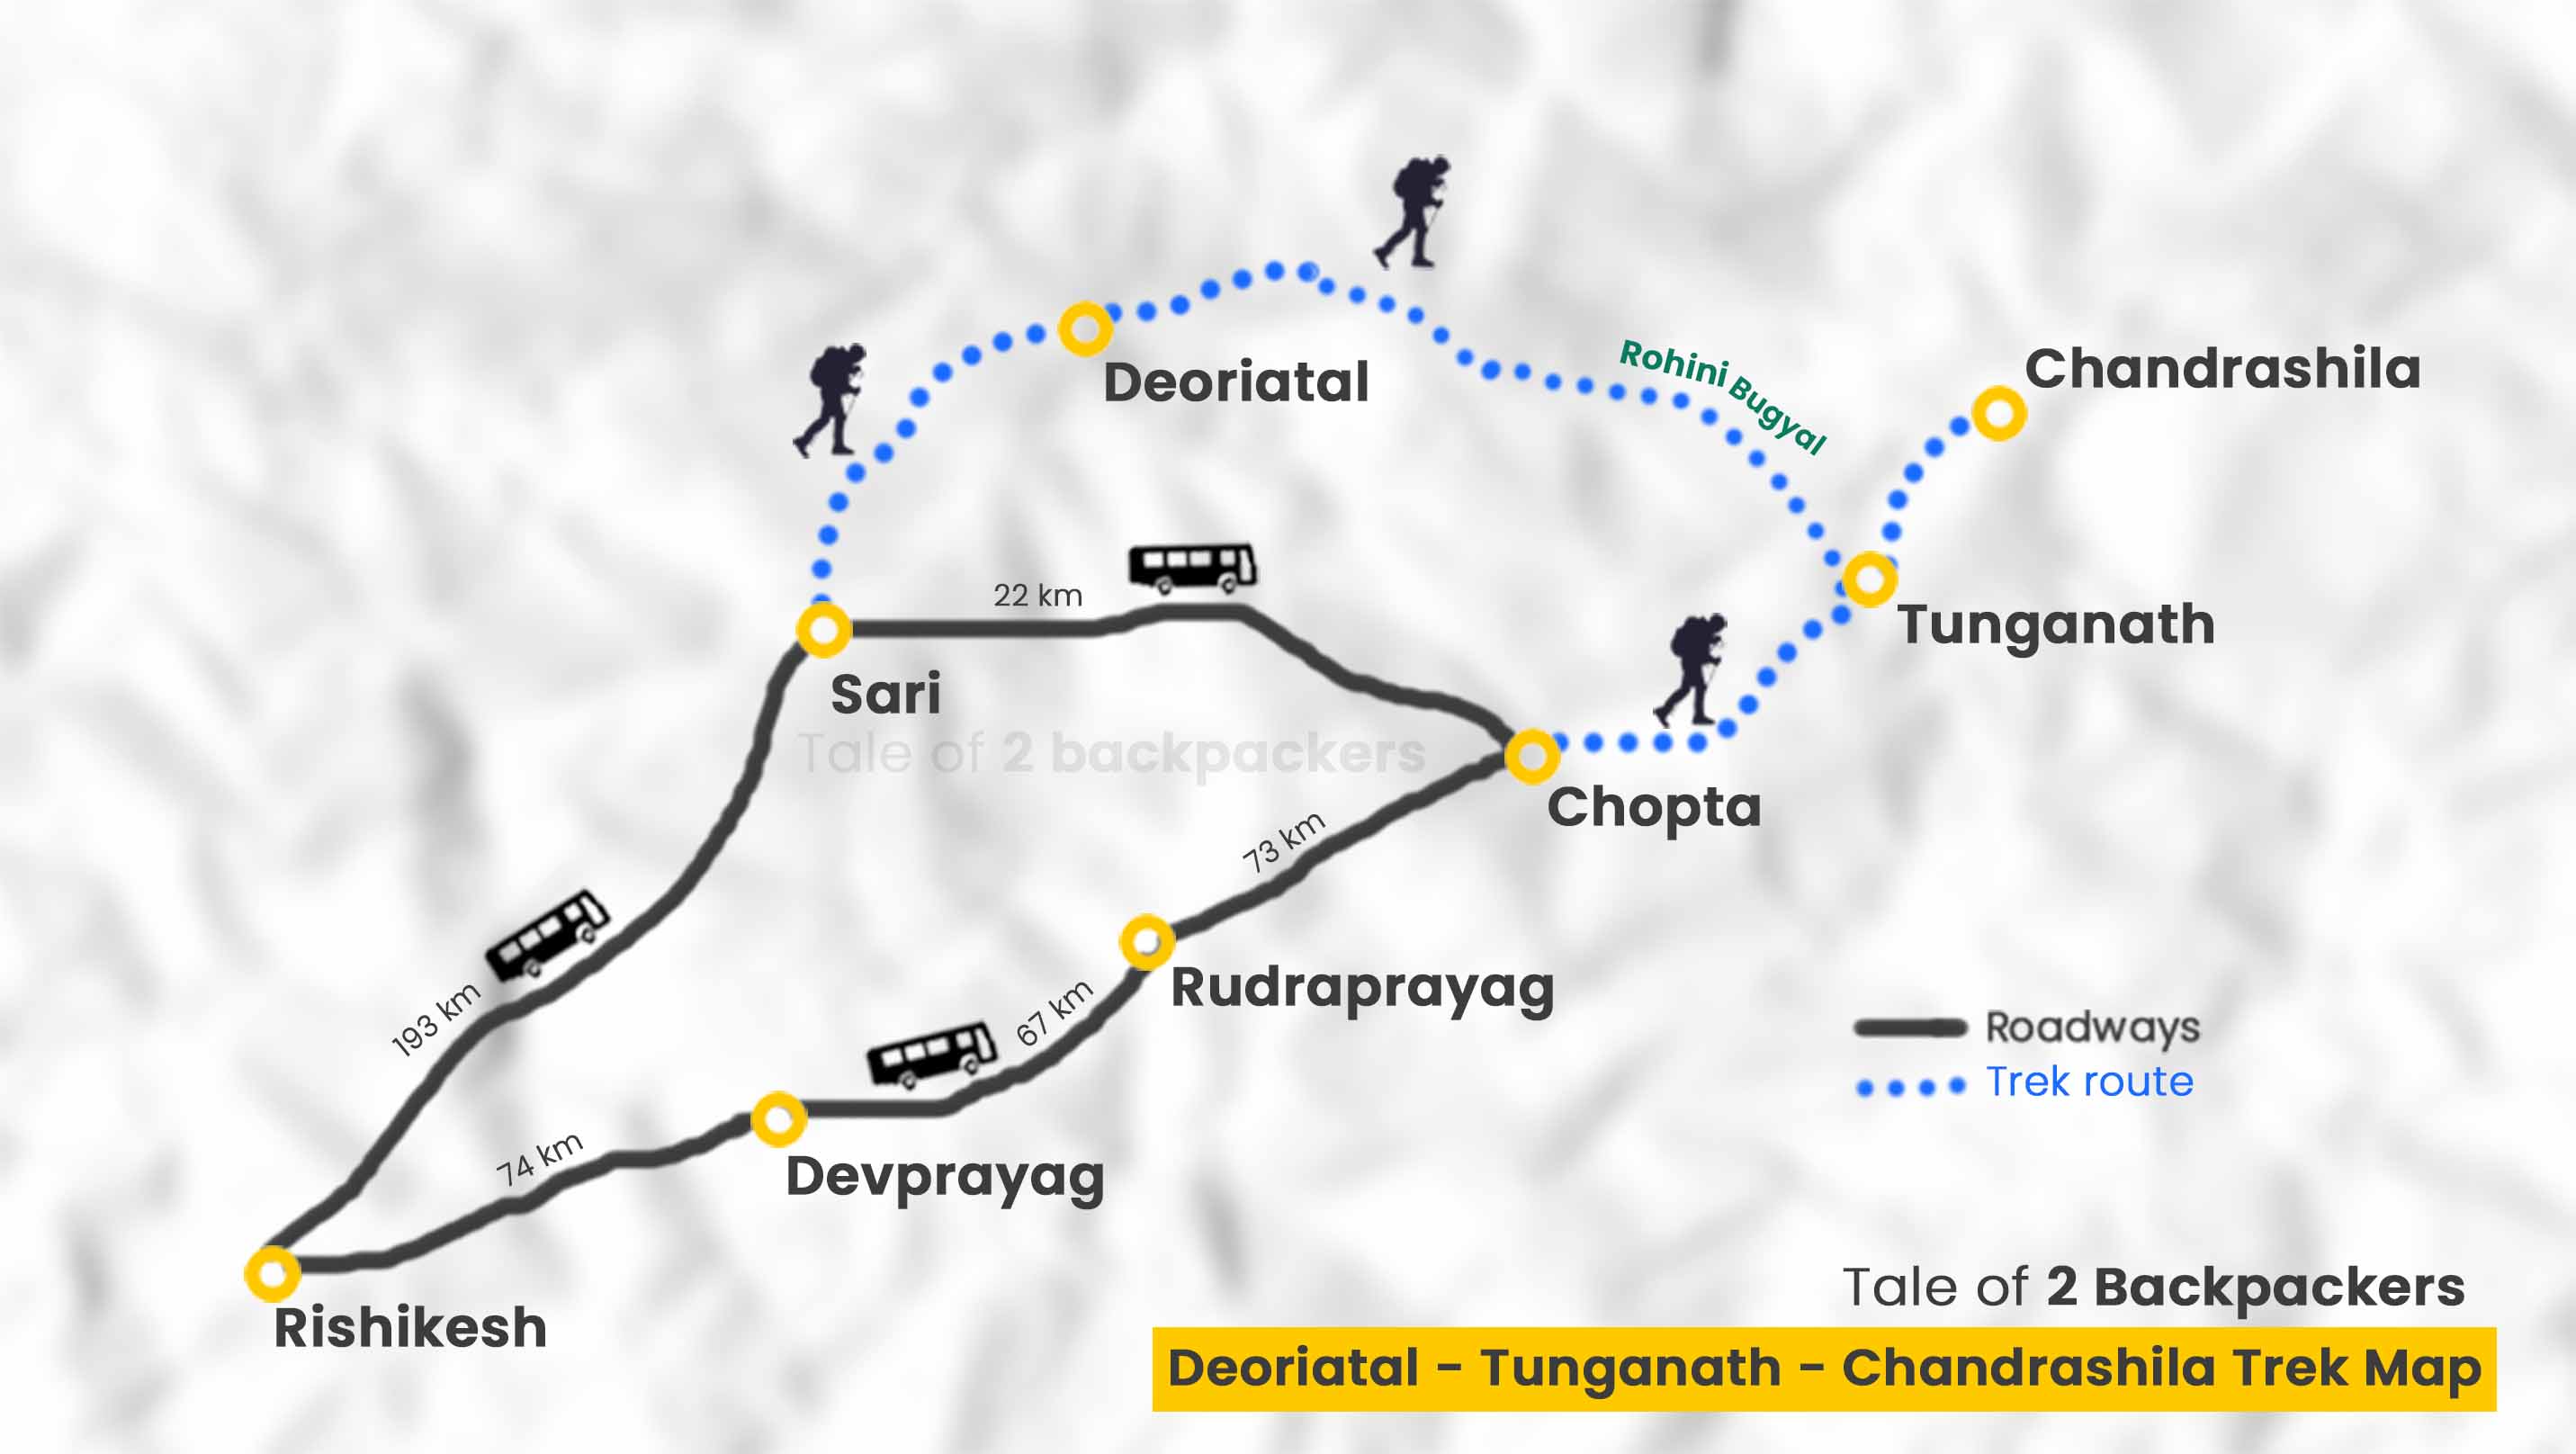 Rohini Bugyal
Chandrashila
Deoriatal
22 km
Tunganath
Sari
Tale of 2 backpackers
Chopta
73 km
Rudraprayag
193 km
67 km
Roadways
Trek route
74 km
Devprayag
Rishikesh
Tale of 2 Backpackers
Deoriatal - Tunganath - Chandrashila Trek Map